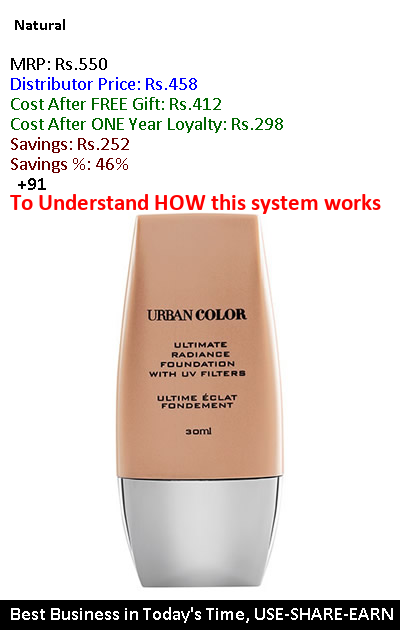 Natural
MRP: Rs.550
Distributor Price: Rs.458
Cost After FREE Gift: Rs.412
Cost After ONE Year Loyalty: Rs.298
Savings: Rs.252
Savings %: 46%
+91
To Understand HOW this system works
URBAN COLOR
ULTIMATE
RADIANCE
FOUNDATION
WITH UV FILTERS
ULTIME ÉCLAT
FONDEMENT
30ml
Best Business in Today's Time, USE-SHARE-EARN